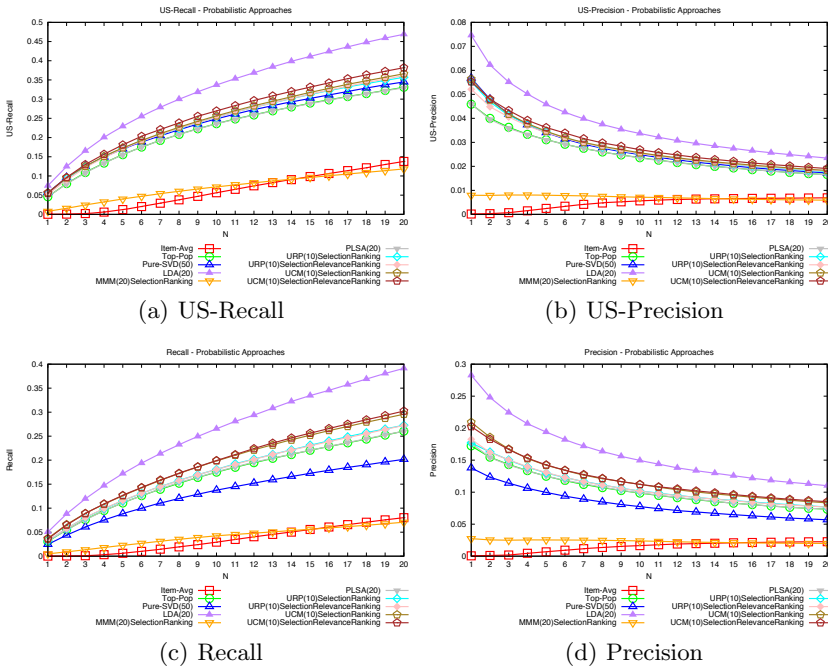 US-Recall - Probabilistic Approaches
US-Recall
0.5
0.45
0.4
0.35
0.3
0.25
0.2
0.15
0.1
0.05
0
1 2 3 4 5 6 7 8 9 10 11 12 13 14 15 16 17 18 19 20
N
Item-Avg
Top-Pop
Pure-SVD(50)
LDA(20)
MMM(20)SelectionRanking
PLSA(20)
URP(10)SelectionRanking
URP(10)SelectionRelevanceRanking
UCM(10)SelectionRanking
UCM(10)SelectionRelevanceRanking
(a) US-Recall
US-Precision - Probabilistic Approaches
US-Precision
0.08
0.07
0.06
0.05
0.04
0.03
0.02
0.01
0
1 2 3 4 5 6 7 8 9 10 11 12 13 14 15 16 17 18 19 20
N
Item-Avg
Top-Pop
Pure-SVD(50)
LDA(20)
MMM(20)SelectionRanking
PLSA(20)
URP(10)SelectionRanking
URP(10)SelectionRelevanceRanking
UCM(10)SelectionRanking
UCM(10)SelectionRelevanceRanking
(b) US-Precision
Recall - Probabilistic Approaches
Recall
0.4
0.35
0.3
0.25
0.2
0.15
0.1
0.05
0
1 2 3 4 5 6 7 8 9 10 11 12 13 14 15 16 17 18 19 20
N
Item-Avg
Top-Pop
Pure-SVD(50)
LDA(20)
MMM(20)SelectionRanking
PLSA(20)
URP(10)SelectionRanking
URP(10)SelectionRelevanceRanking
UCM(10)SelectionRanking
UCM(10)SelectionRelevanceRanking
(c) Recall
Precision - Probabilistic Approaches
Precision
0.3
0.25
0.2
0.15
0.1
0.05
0
1 2 3 4 5 6 7 8 9 10 11 12 13 14 15 16 17 18 19 20
N
Item-Avg
Top-Pop
Pure-SVD(50)
LDA(20)
MMM(20)SelectionRanking
PLSA(20)
URP(10)SelectionRanking
URP(10)SelectionRelevanceRanking
UCM(10)SelectionRanking
UCM(10)SelectionRelevanceRanking
(d) Precision